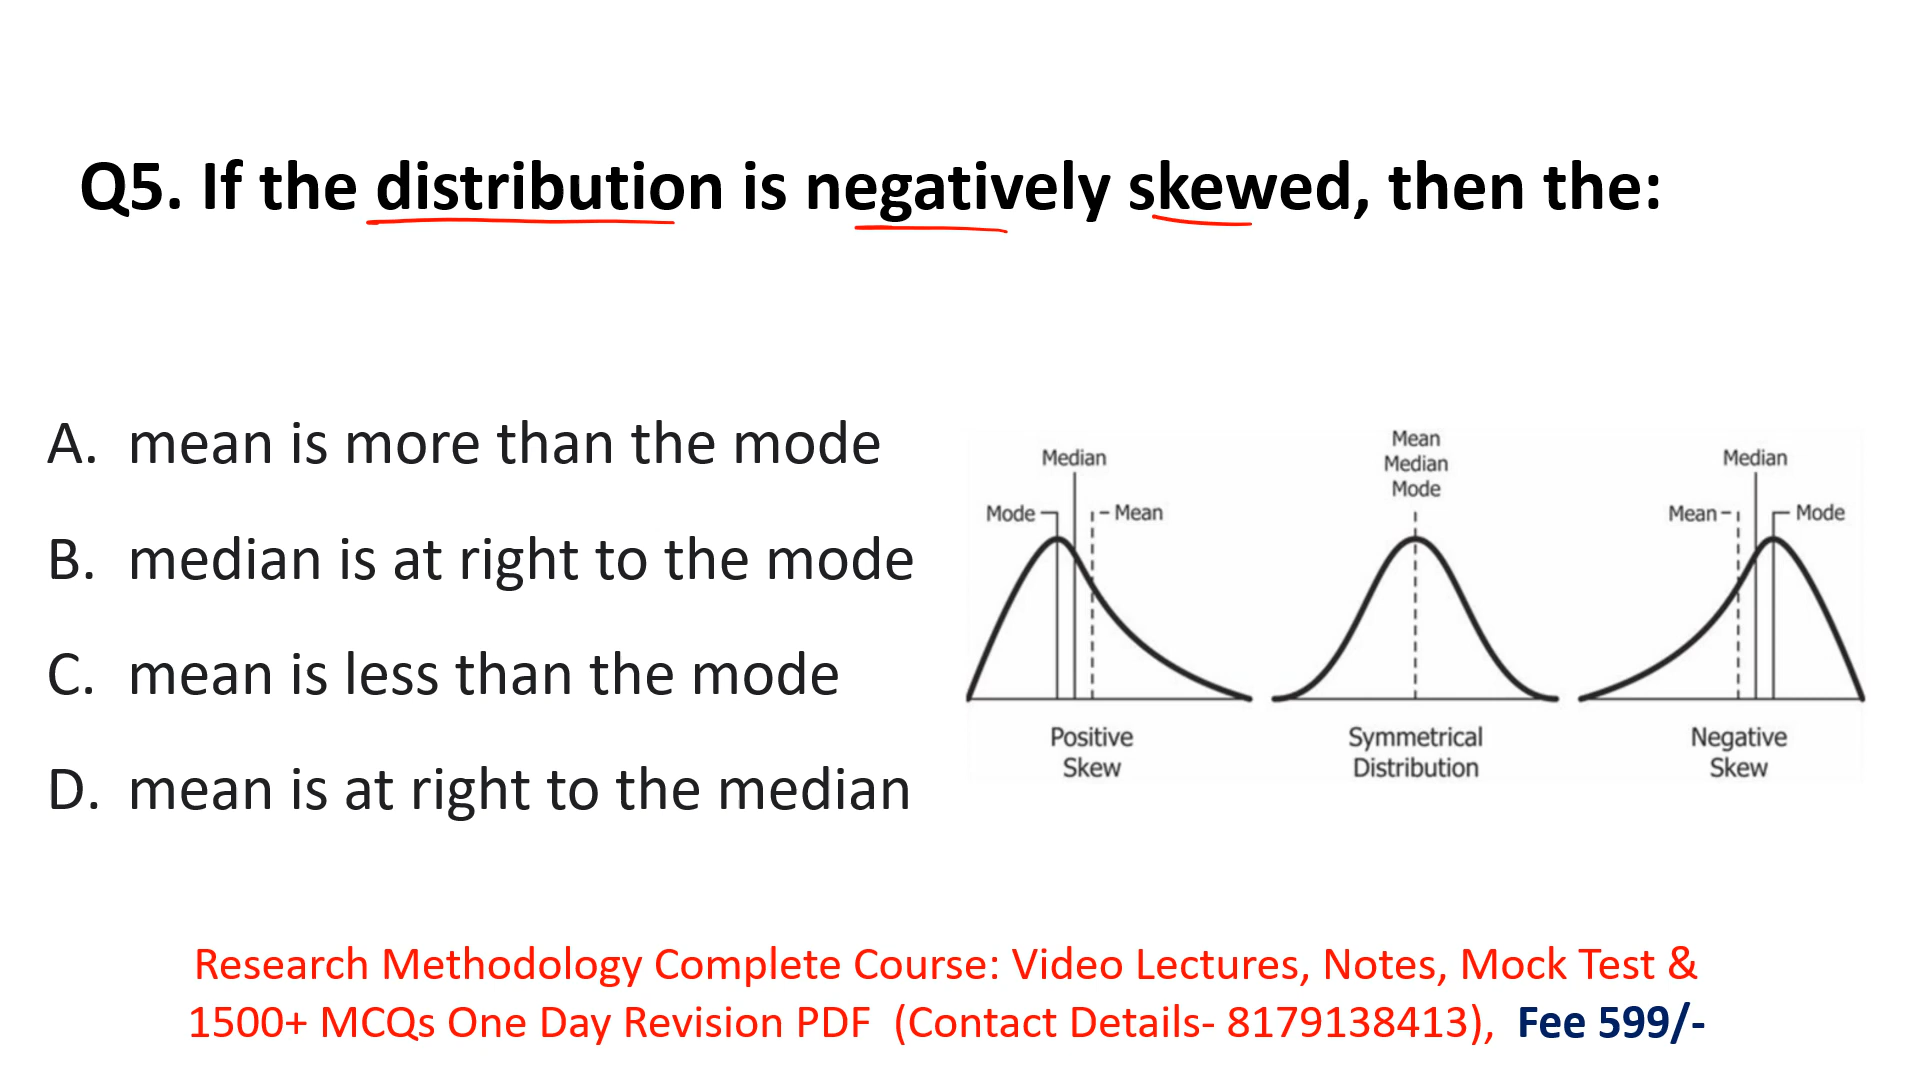 Q5. If the distribution is negatively skewed, then the:
A. mean is more than the mode
B. median is at right to the mode
C. mean is less than the mode
D. mean is at right to the median
Median
Mode
Mean
Positive
Skew
Mean
Median
Mode
Symmetrical
Distribution
Median
Mean
Mode
Negative
Skew
Research Methodology Complete Course: Video Lectures, Notes, Mock Test &
1500+ MCQs One Day Revision PDF (Contact Details- 8179138413), Fee 599/-